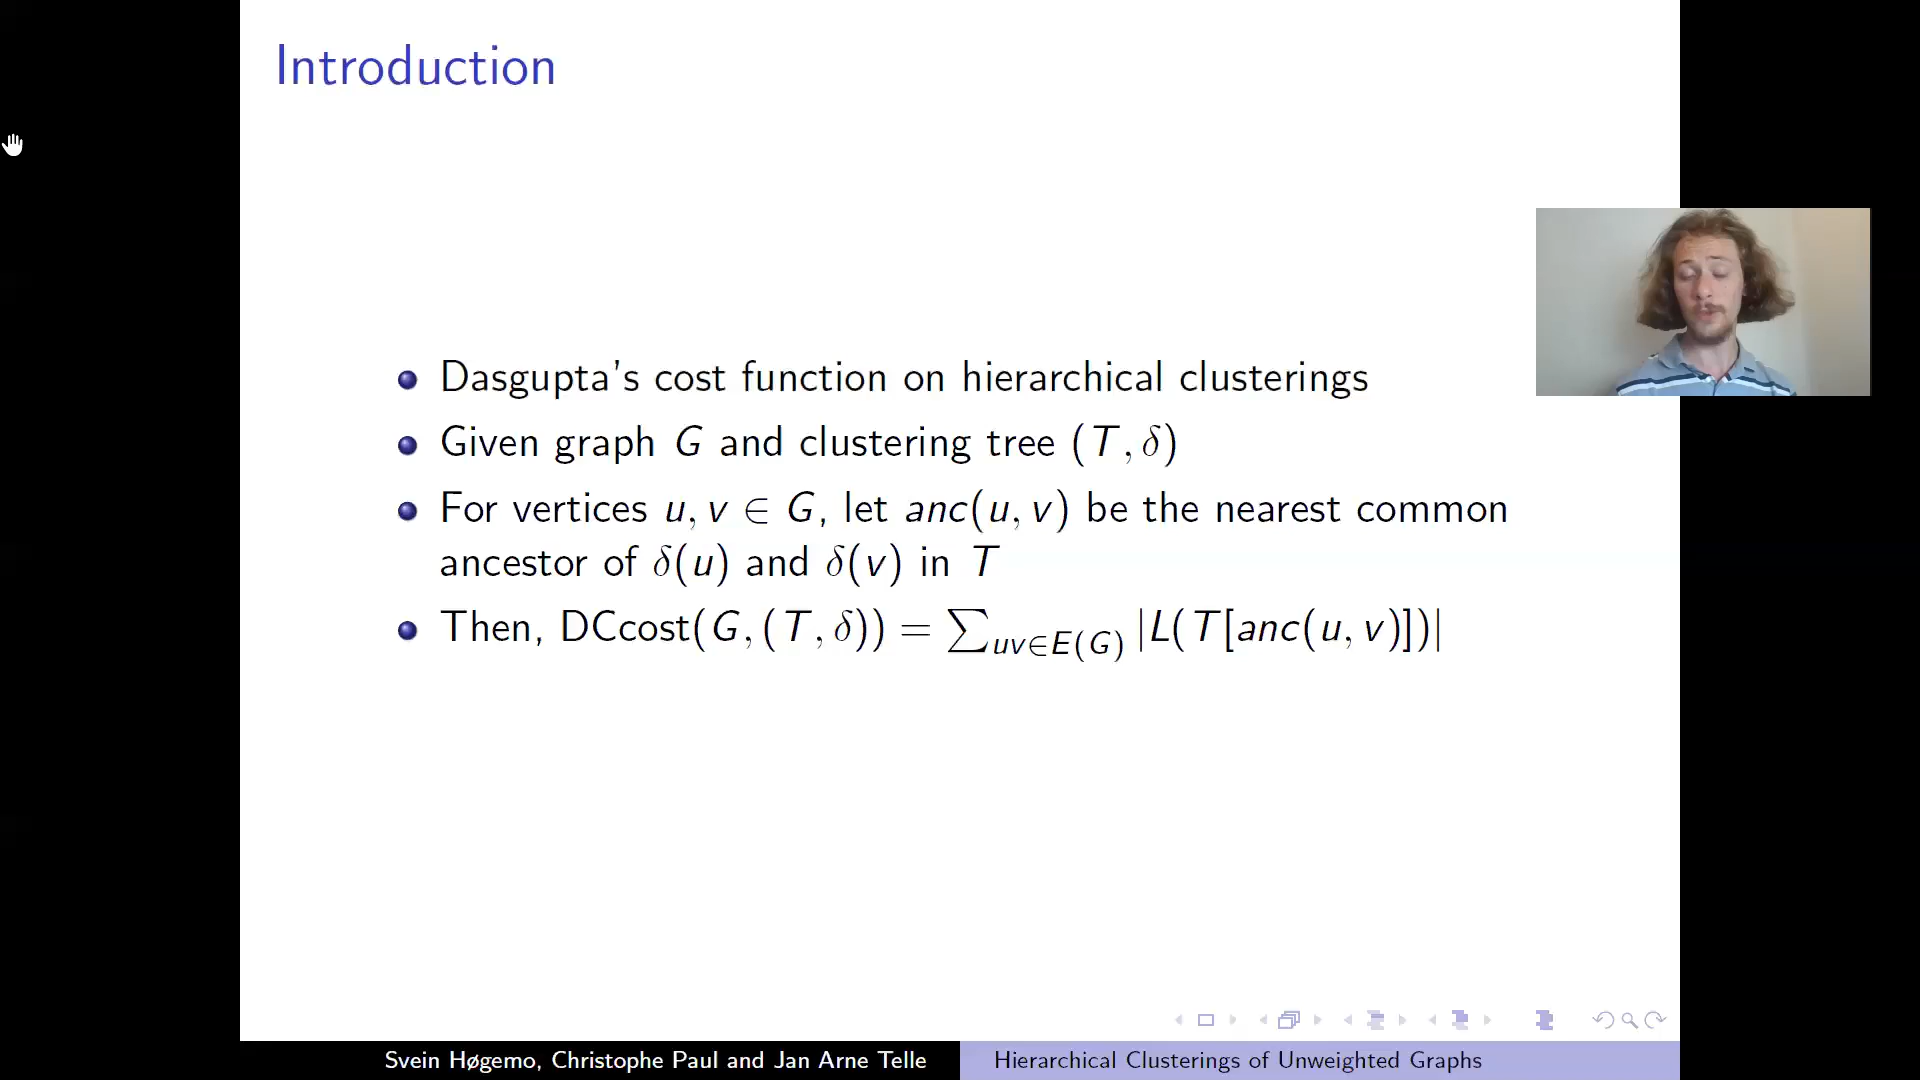 Introduction
Dasgupta's cost function on hierarchical clusterings
Given graph G and clustering tree (T, δ)
For vertices u, v ∈ G, let anc(u, v) be the nearest common
ancestor of δ(u) and δ(v) in T
Then, DCcost(G, (T, δ)) = ∑uv∈E(G) |L(T[anc(u, v)])|
Svein Høgemo, Christophe Paul and Jan Arne Telle
Hierarchical Clusterings of Unweighted Graphs